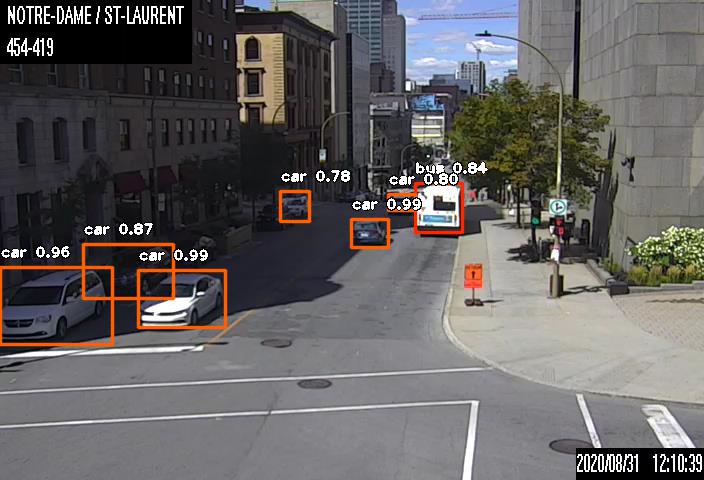 NOTRE-DAME / ST-LAURENT
454-419
car 0.78
bus 0.84
car 0.80
car 0.99
car 0.87
car 0.96
car 0.99
2020/08/31 12:10:39